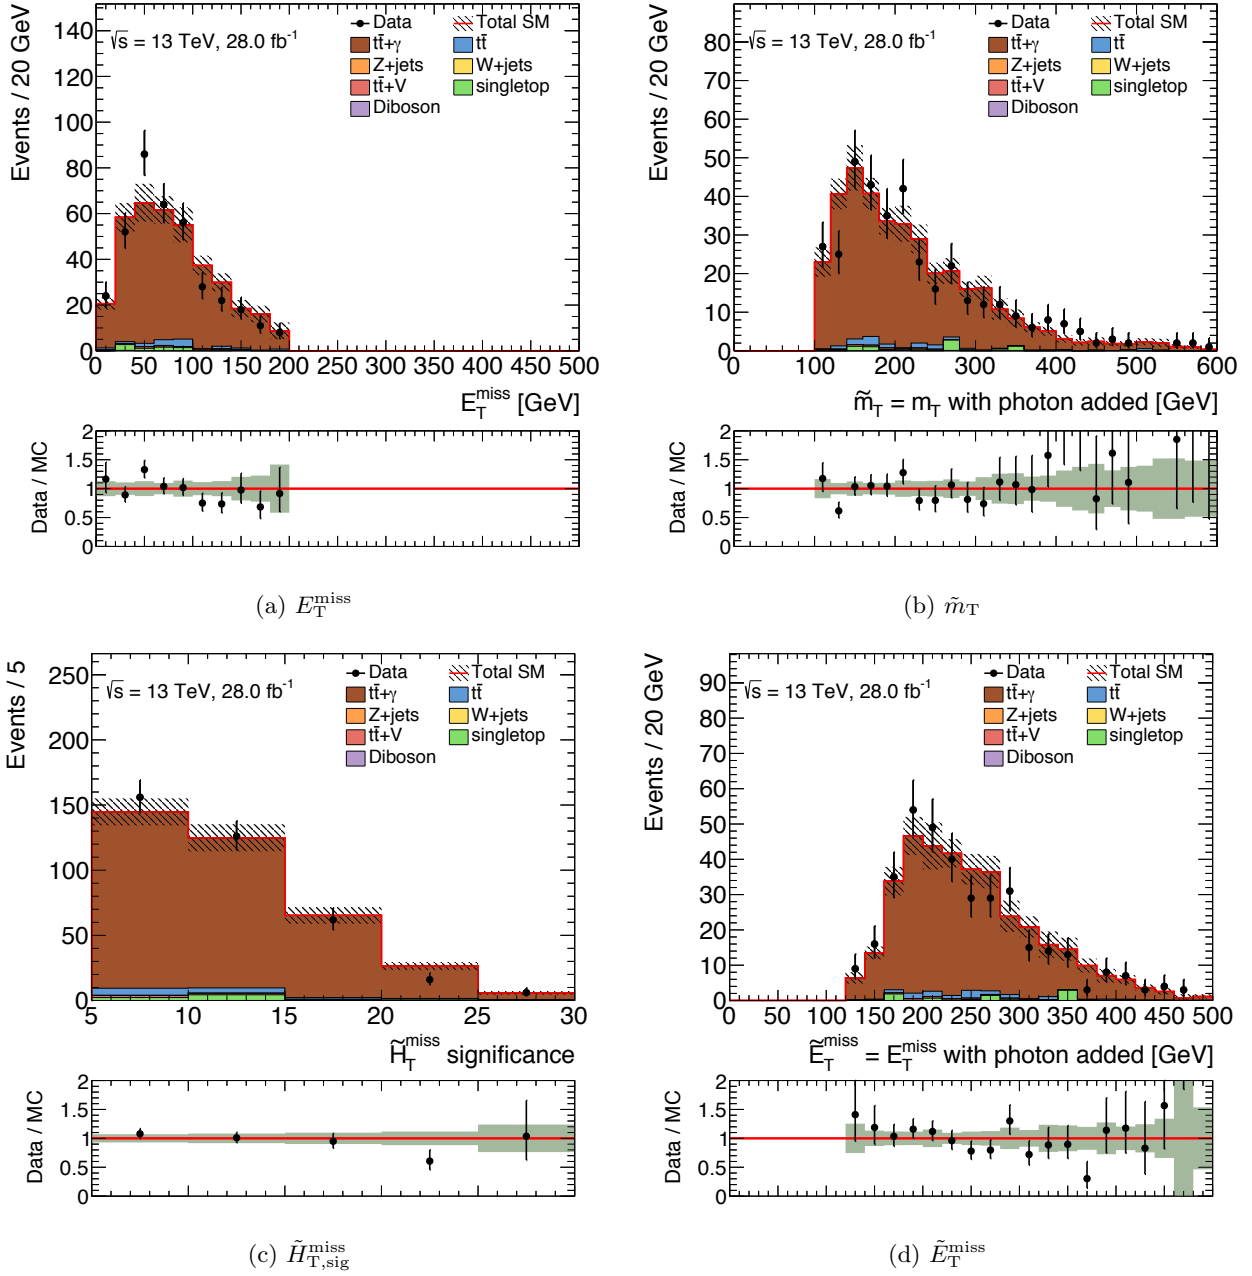 Events / 20 GeV
140
120
100
80
60
40
20
0
√s = 13 TeV, 28.0 fb⁻¹
Data
Total SM
tt̄+γ
tt̄
Z+jets
W+jets
tt̄+V
singletop
Diboson
0 50 100 150 200 250 300 350 400 450 500
E_T^miss [GeV]
Data / MC
2
1.5
1
0.5
0
(a) E_T^miss
Events / 20 GeV
80
70
60
50
40
30
20
10
0
√s = 13 TeV, 28.0 fb⁻¹
Data
Total SM
tt̄+γ
tt̄
Z+jets
W+jets
tt̄+V
singletop
Diboson
0 100 200 300 400 500 600
m̃_T = m_T with photon added [GeV]
Data / MC
2
1.5
1
0.5
0
(b) m̃_T
Events / 5
250
200
150
100
50
0
√s = 13 TeV, 28.0 fb⁻¹
Data
Total SM
tt̄+γ
tt̄
Z+jets
W+jets
tt̄+V
singletop
Diboson
5 10 15 20 25 30
H̃_T^miss significance
Data / MC
2
1.5
1
0.5
0
(c) H̃_T,sig^miss
Events / 20 GeV
90
80
70
60
50
40
30
20
10
0
√s = 13 TeV, 28.0 fb⁻¹
Data
Total SM
tt̄+γ
tt̄
Z+jets
W+jets
tt̄+V
singletop
Diboson
0 50 100 150 200 250 300 350 400 450 500
Ẽ_T^miss = E_T^miss with photon added [GeV]
Data / MC
2
1.5
1
0.5
0
(d) Ẽ_T^miss